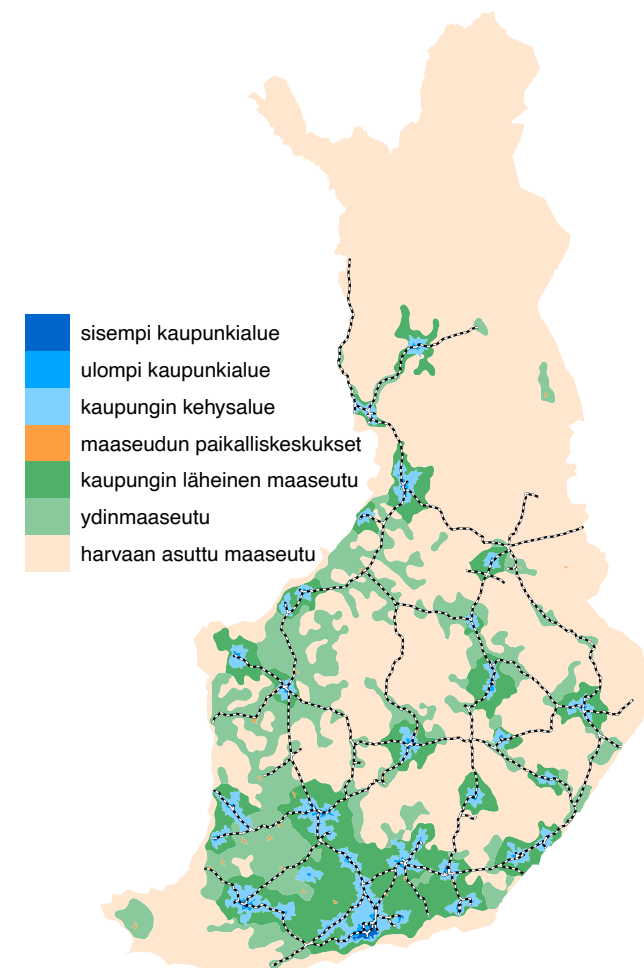 sisempi kaupunkialue
ulompi kaupunkialue
kaupungin kehysalue
maaseudun paikalliskeskukset
kaupungin läheinen maaseutu
ydinmaaseutu
harvaan asuttu maaseutu